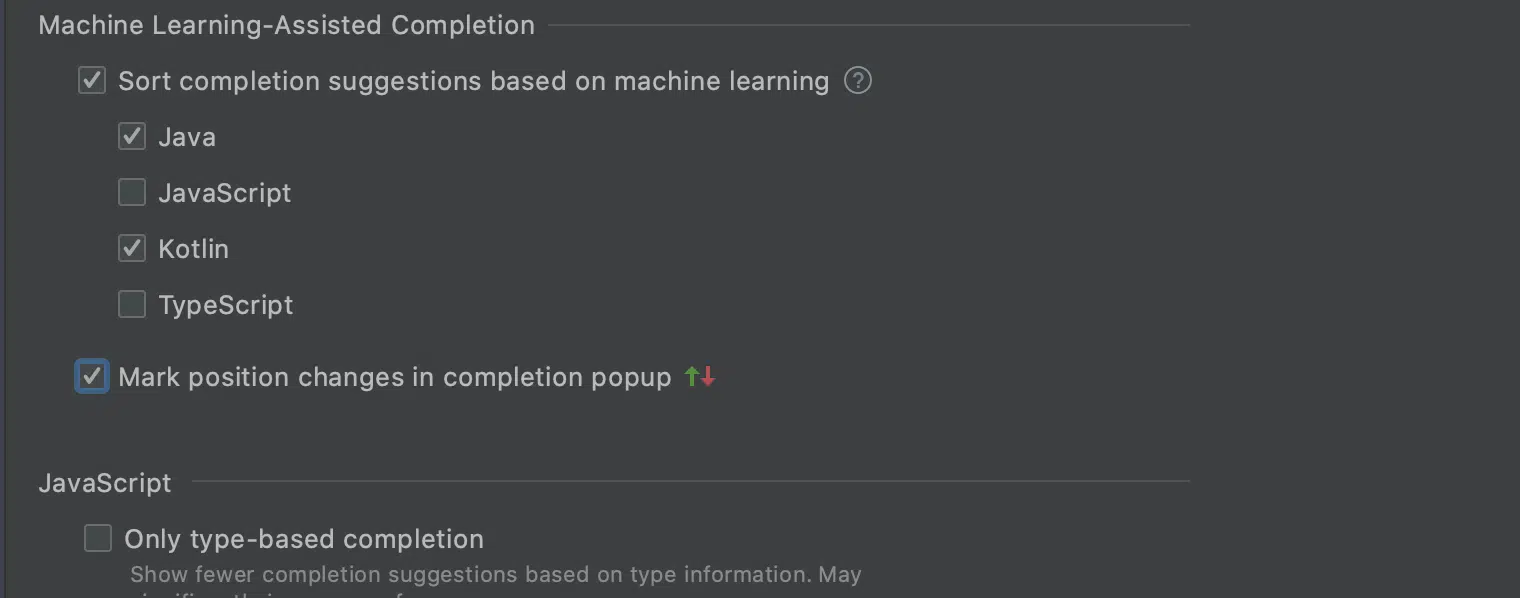 Machine Learning-Assisted Completion
Sort completion suggestions based on machine learning ?
Java
JavaScript
Kotlin
TypeScript
Mark position changes in completion popup
JavaScript
Only type-based completion
Show fewer completion suggestions based on type information. May